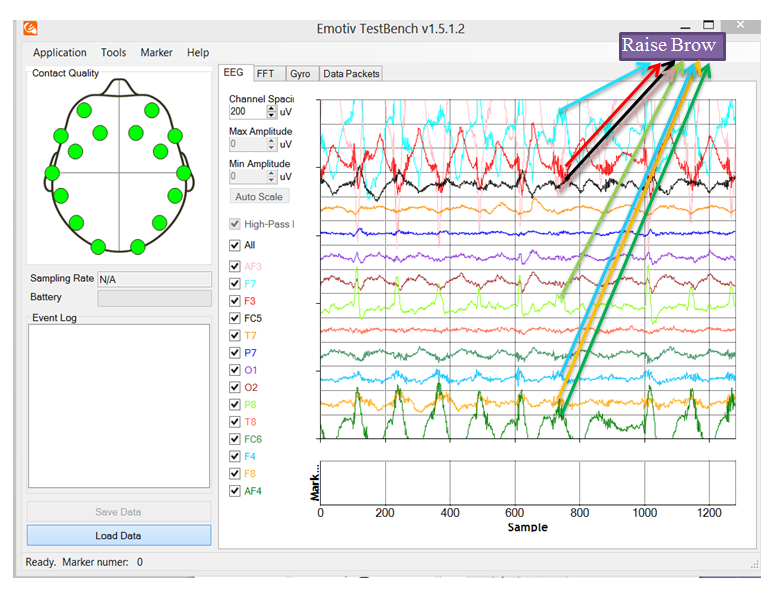 Emotiv TestBench v1.5.1.2
Raise Brow
Application Tools Marker Help
Contact Quality
EEG FFT Gyro Data Packets
Channel Spaci
200 uV
Max Amplitude
0 uV
Min Amplitude
0 uV
Auto Scale
High-Pass
All
AF3
F7
F3
FC5
T7
P7
O1
O2
P8
T8
FC6
F4
F8
AF4
Sampling Rate N/A
Battery
Event Log
Save Data
Load Data
Mark...
0 200 400 600 800 1000 1200
Sample
Ready. Marker numer: 0